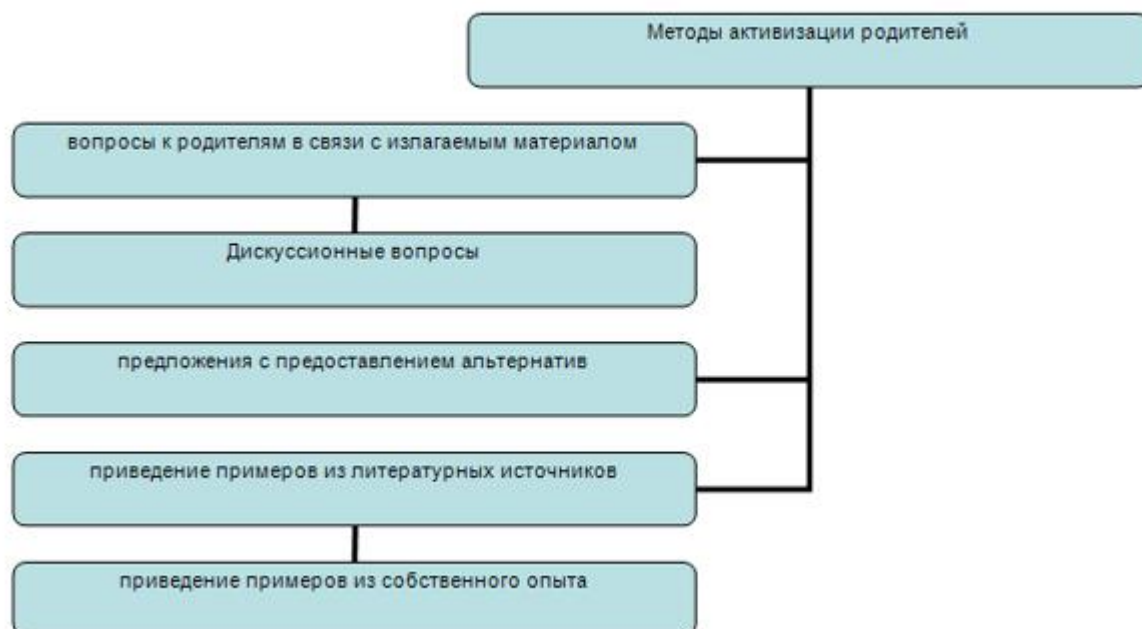 Методы активизации родителей
вопросы к родителям в связи с излагаемым материалом
Дискуссионные вопросы
предложения с предоставлением альтернатив
приведение примеров из литературных источников
приведение примеров из собственного опыта